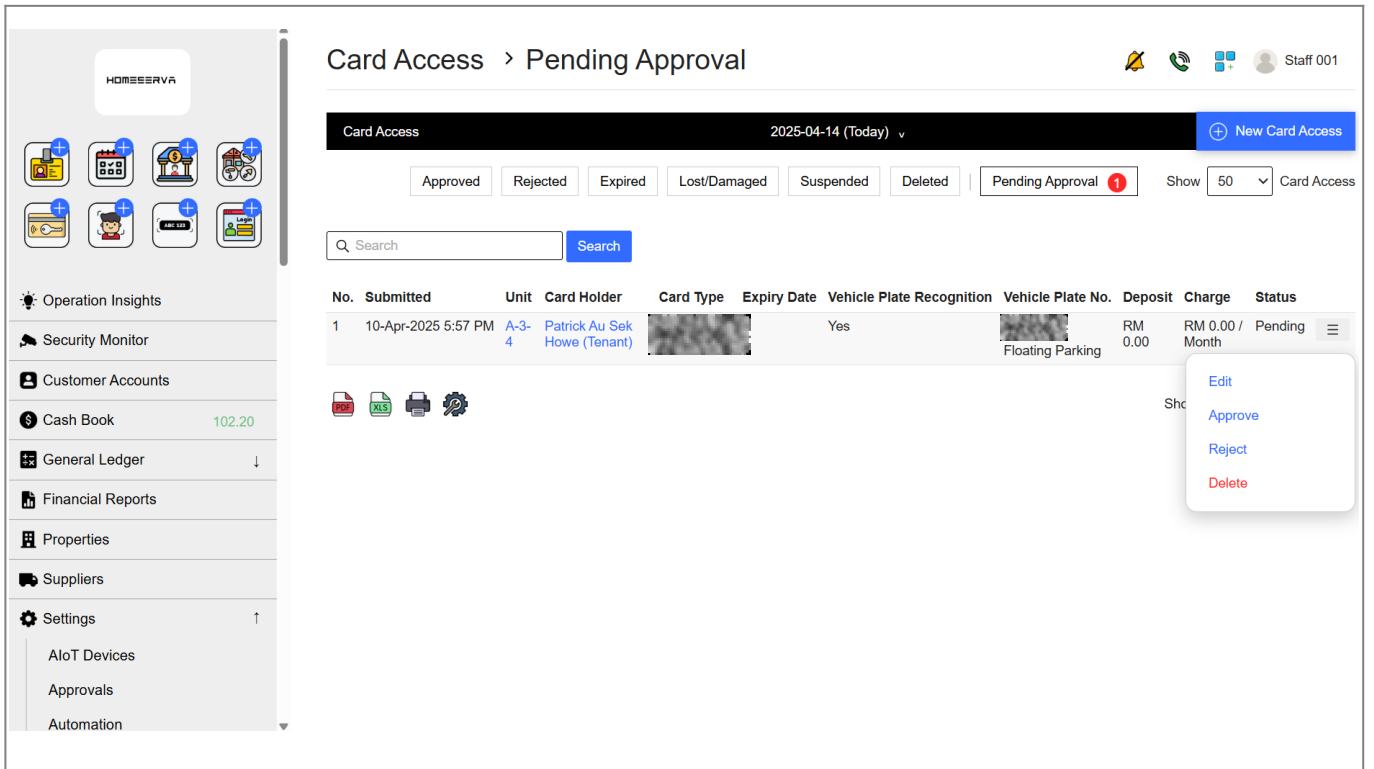 HOMESERVA
Card Access > Pending Approval
Staff 001
Card Access 2025-04-14 (Today) New Card Access
Approved Rejected Expired Lost/Damaged Suspended Deleted | Pending Approval 1 Show 50 Card Access
Search Search
No. Submitted Unit Card Holder Card Type Expiry Date Vehicle Plate Recognition Vehicle Plate No. Deposit Charge Status
1 10-Apr-2025 5:57 PM A-3- Patrick Au Sek Yes RM RM 0.00 / Pending
4 Howe (Tenant) Floating Parking 0.00 Month
Edit
Approve
Reject
Delete
PDF XLS
ABC 123
Login
Operation Insights
Security Monitor
Customer Accounts
Cash Book 102.20
General Ledger ↓
Financial Reports
Properties
Suppliers
Settings ↑
AIoT Devices
Approvals
Automation